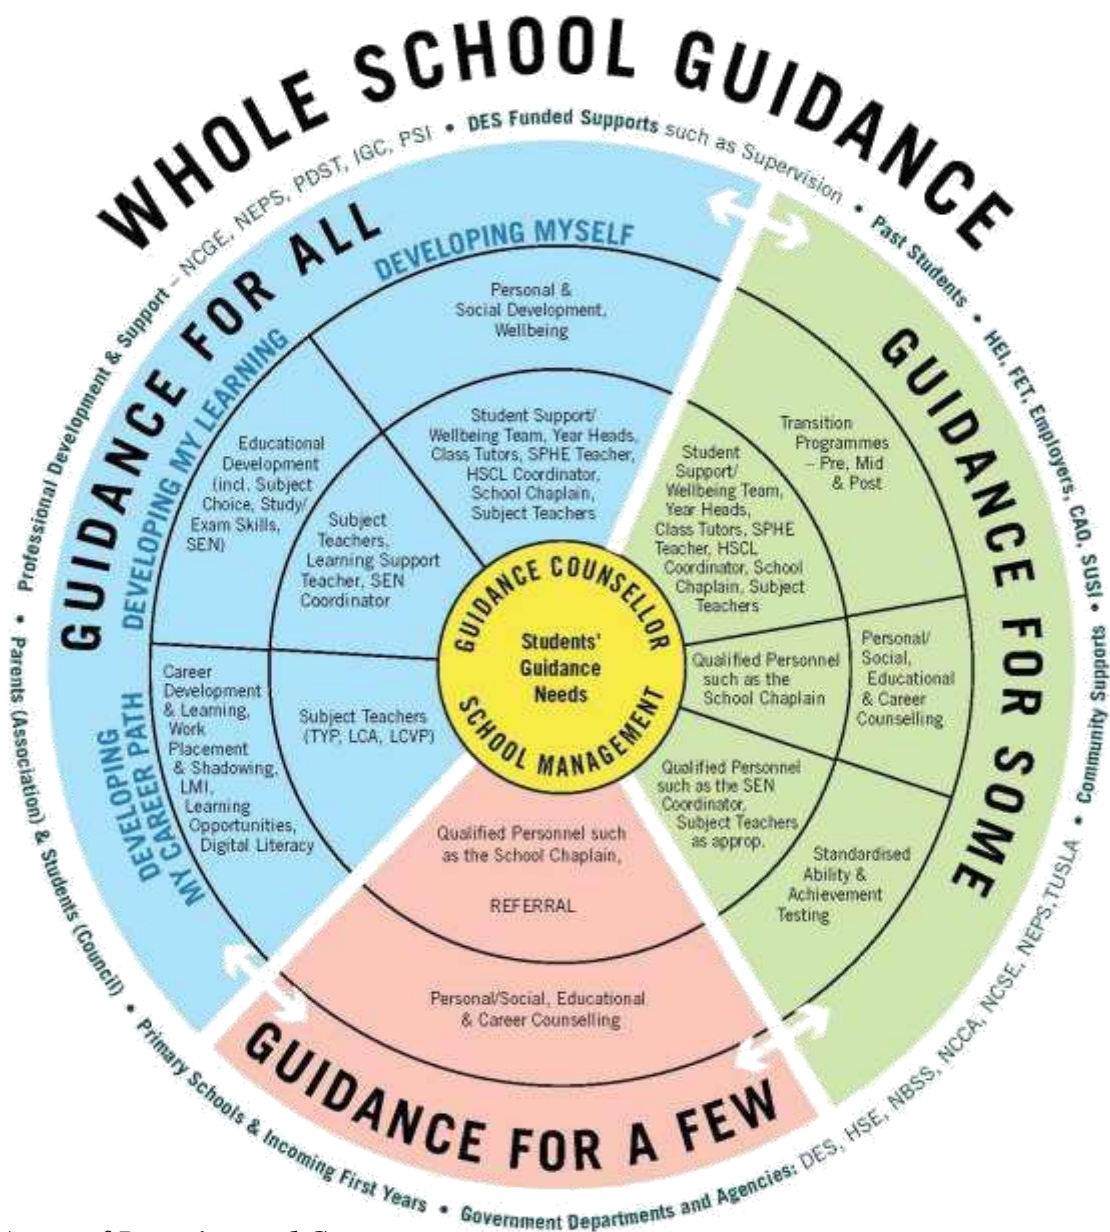 WHOLE SCHOOL GUIDANCE
Professional Development & Support – NCGE, NEPS, PDST, IGC, PSI • DES Funded Supports such as Supervision • Past Students • HEI, FET, Employers, CAO, SUSI • Community Supports •
Government Departments and Agencies: DES, HSE, NBSS, NCCA, NCSE, NEPS, TUSLA
• Primary Schools & Incoming First Years •
• Parents (Association) & Students (Council) •
GUIDANCE FOR ALL
DEVELOPING MYSELF
Personal &
Social Development,
Wellbeing
Student Support/
Wellbeing Team, Year Heads,
Class Tutors, SPHE Teacher,
HSCL Coordinator,
School Chaplain,
Subject Teachers
DEVELOPING MY LEARNING
Educational
Development
(incl. Subject
Choice, Study/
Exam Skills,
SEN)
Subject
Teachers,
Learning Support
Teacher, SEN
Coordinator
DEVELOPING
MY CAREER PATH
Career
Development
& Learning,
Work
Placement
& Shadowing,
LMI,
Learning
Opportunities,
Digital Literacy
Subject Teachers
(TYP, LCA, LCVP)
GUIDANCE FOR SOME
Transition
Programmes
– Pre, Mid
& Post
Student
Support/
Wellbeing Team,
Year Heads,
Class Tutors, SPHE
Teacher, HSCL
Coordinator, School
Chaplain, Subject
Teachers
Personal/
Social,
Educational
& Career
Counselling
Qualified Personnel
such as the
School Chaplain
Qualified Personnel
such as the SEN
Coordinator,
Subject Teachers
as approp.
Standardised
Ability &
Achievement
Testing
GUIDANCE COUNSELLOR
Students'
Guidance
Needs
SCHOOL MANAGEMENT
Qualified Personnel such
as the School Chaplain,
REFERRAL
Personal/Social, Educational
& Career Counselling
GUIDANCE FOR A FEW